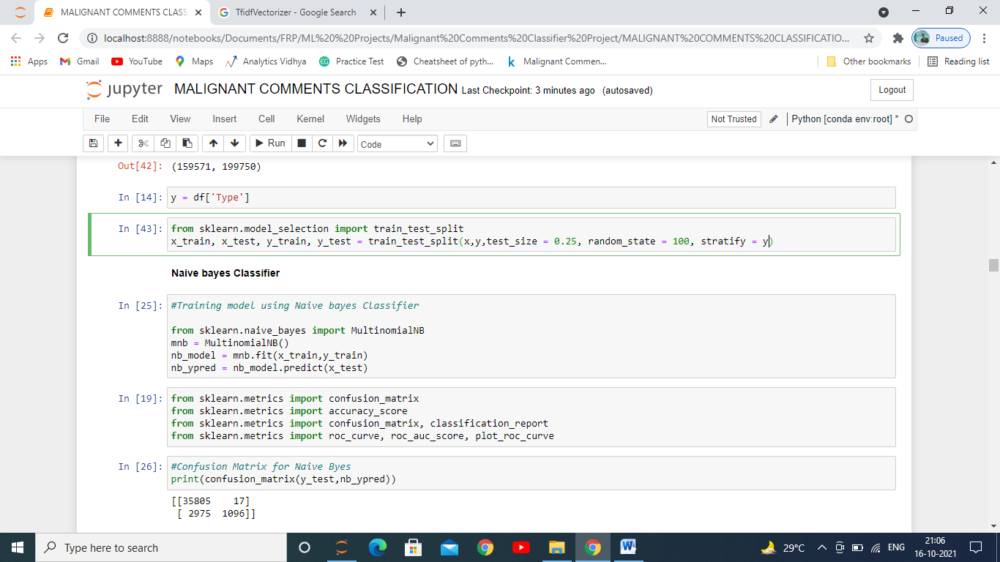 MALIGNANT COMMENTS CLASS
TfidfVectorizer - Google Search
localhost:8888/notebooks/Documents/FRP/ML%20%20Projects/Malignant%20Comments%20Classifier%20Project/MALIGNANT%20COMMENTS%20CLASSIFICATIO...
Paused
Apps
Gmail
YouTube
Maps
Analytics Vidhya
Practice Test
Cheatsheet of pyth...
Malignant Commen...
Other bookmarks
Reading list
jupyter MALIGNANT COMMENTS CLASSIFICATION Last Checkpoint: 3 minutes ago (autosaved)
Logout
File Edit View Insert Cell Kernel Widgets Help
Not Trusted
Python [conda env:root] *
Run
Code
Out[42]: (159571, 199750)
In [14]: y = df['Type']
In [43]: from sklearn.model_selection import train_test_split
x_train, x_test, y_train, y_test = train_test_split(x,y,test_size = 0.25, random_state = 100, stratify = y)
Naive bayes Classifier
In [25]: #Training model using Naive bayes Classifier
from sklearn.naive_bayes import MultinomialNB
mnb = MultinomialNB()
nb_model = mnb.fit(x_train,y_train)
nb_ypred = nb_model.predict(x_test)
In [19]: from sklearn.metrics import confusion_matrix
from sklearn.metrics import accuracy_score
from sklearn.metrics import confusion_matrix, classification_report
from sklearn.metrics import roc_curve, roc_auc_score, plot_roc_curve
In [26]: #Confusion Matrix for Naive Byes
print(confusion_matrix(y_test,nb_ypred))
[[35805    17]
[ 2975  1096]]
Type here to search
29°C
ENG
21:06
16-10-2021